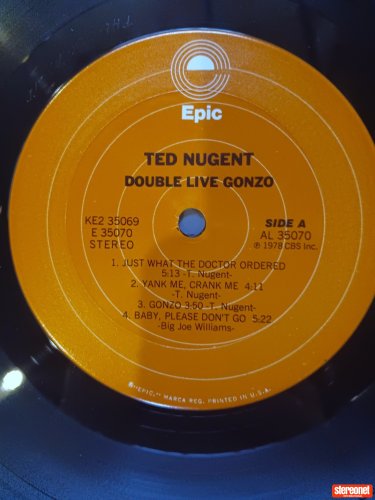 Epic
TED NUGENT
DOUBLE LIVE GONZO
KE2 35069
E 35070
STEREO
SIDE A
AL 35070
℗ 1978 CBS Inc.
1. JUST WHAT THE DOCTOR ORDERED
5:13 -T. Nugent-
2. YANK ME, CRANK ME 4:11
-T. Nugent-
3. GONZO 3:50 -T. Nugent-
4. BABY, PLEASE DON'T GO 5:22
-Big Joe Williams-
®"EPIC," MARCA REG. PRINTED IN U.S.A.
stereonet